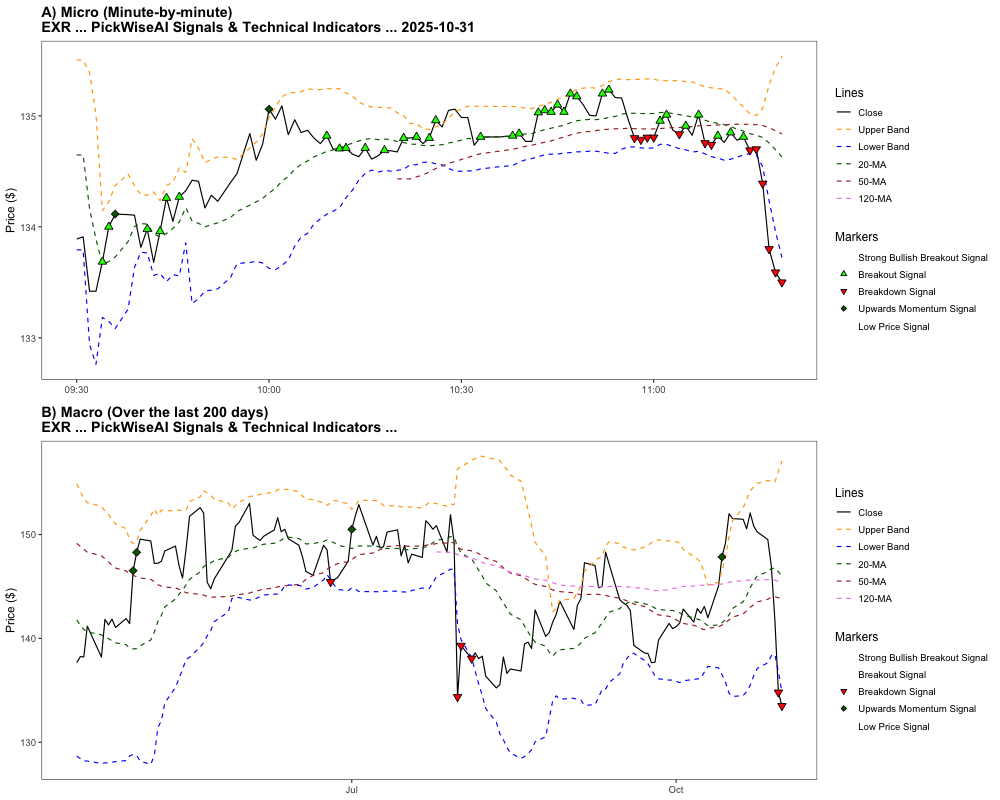 A) Micro (Minute-by-minute)
EXR ... PickWiseAI Signals & Technical Indicators ... 2025-10-31
Price ($)
135
134
133
09:30
10:00
10:30
11:00
Lines
Close
Upper Band
Lower Band
20-MA
50-MA
120-MA
Markers
Strong Bullish Breakout Signal
Breakout Signal
Breakdown Signal
Upwards Momentum Signal
Low Price Signal
B) Macro (Over the last 200 days)
EXR ... PickWiseAI Signals & Technical Indicators ...
Price ($)
150
140
130
Jul
Oct
Lines
Close
Upper Band
Lower Band
20-MA
50-MA
120-MA
Markers
Strong Bullish Breakout Signal
Breakout Signal
Breakdown Signal
Upwards Momentum Signal
Low Price Signal